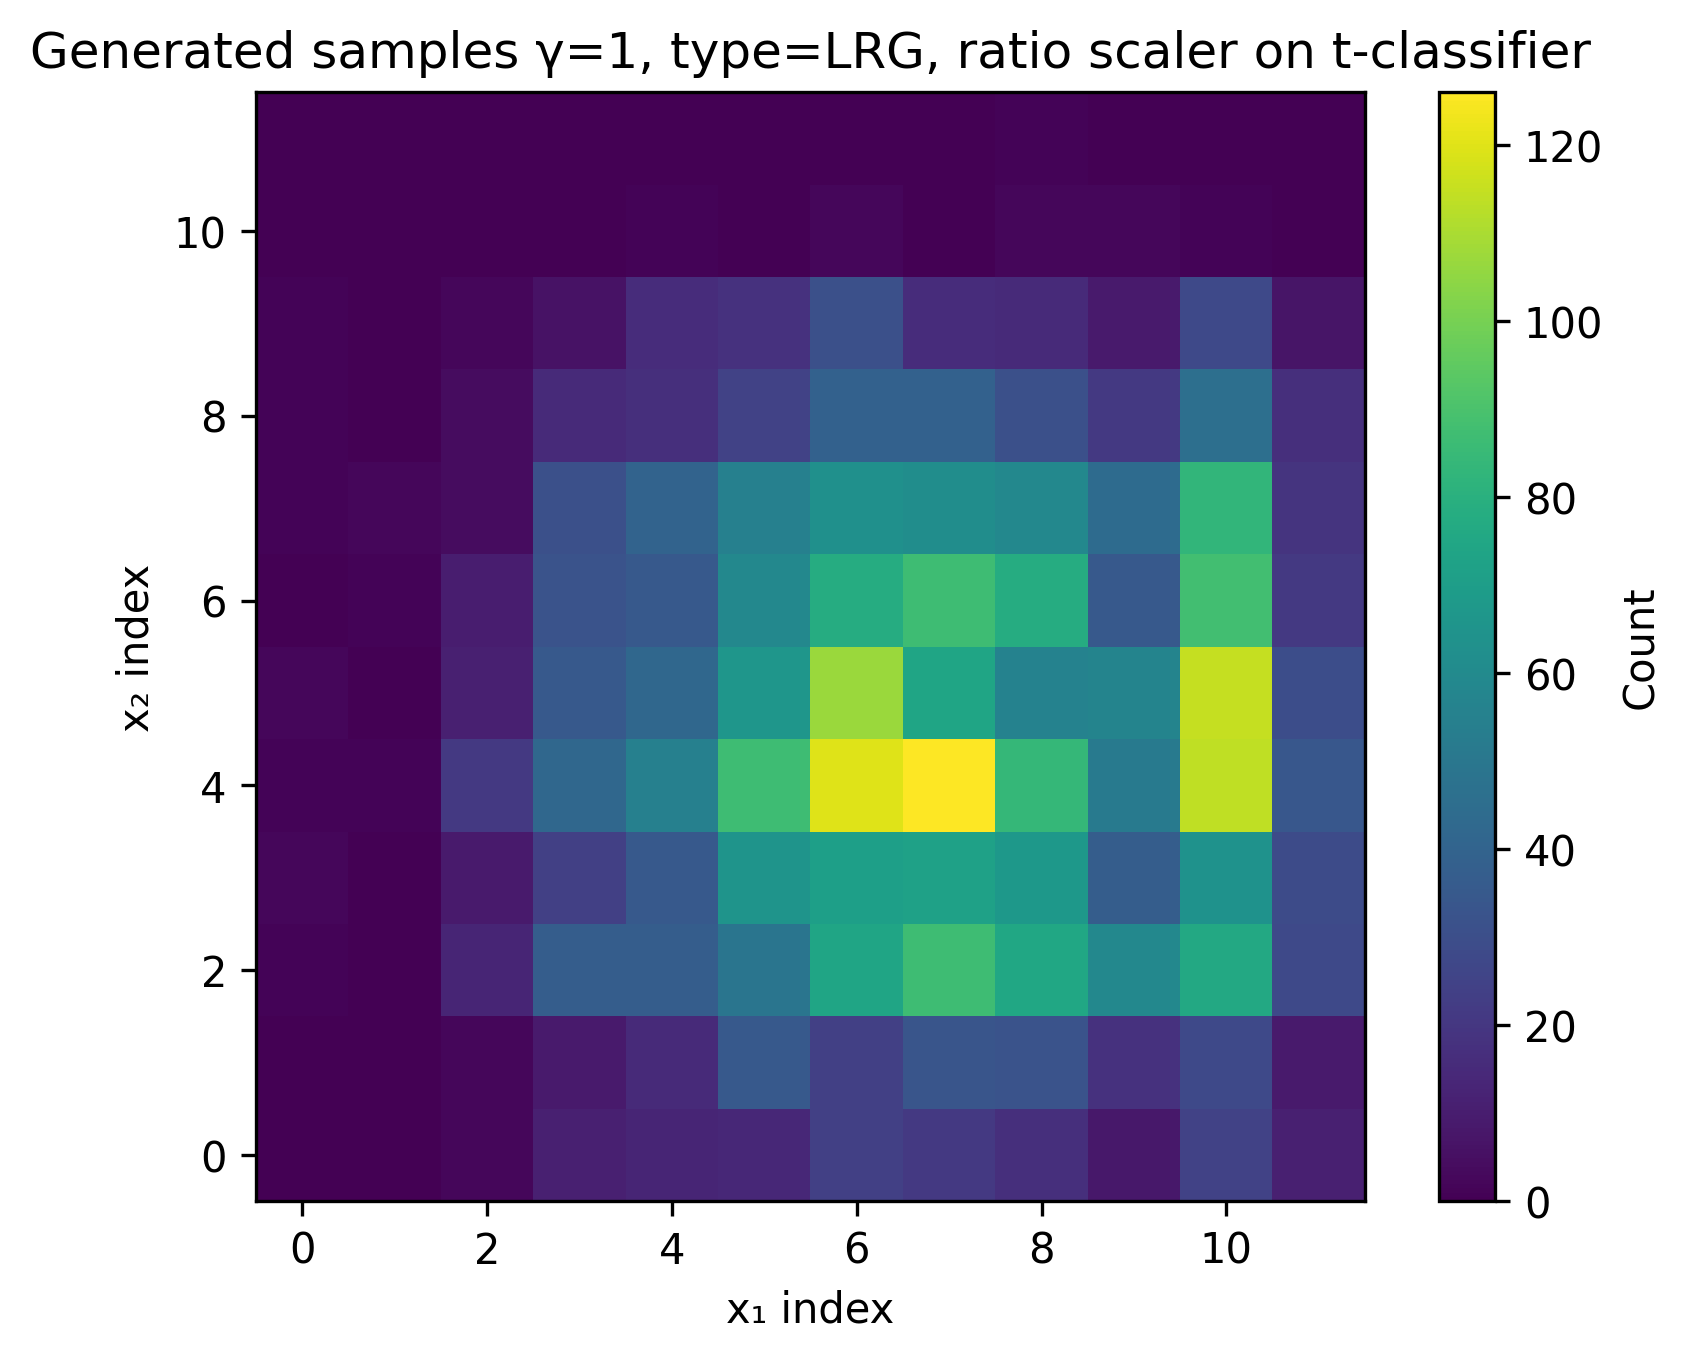 Generated samples γ=1, type=LRG, ratio scaler on t-classifier
10
8
6
4
2
0
x₂ index
0 2 4 6 8 10
x₁ index
120
100
80
60
40
20
0
Count